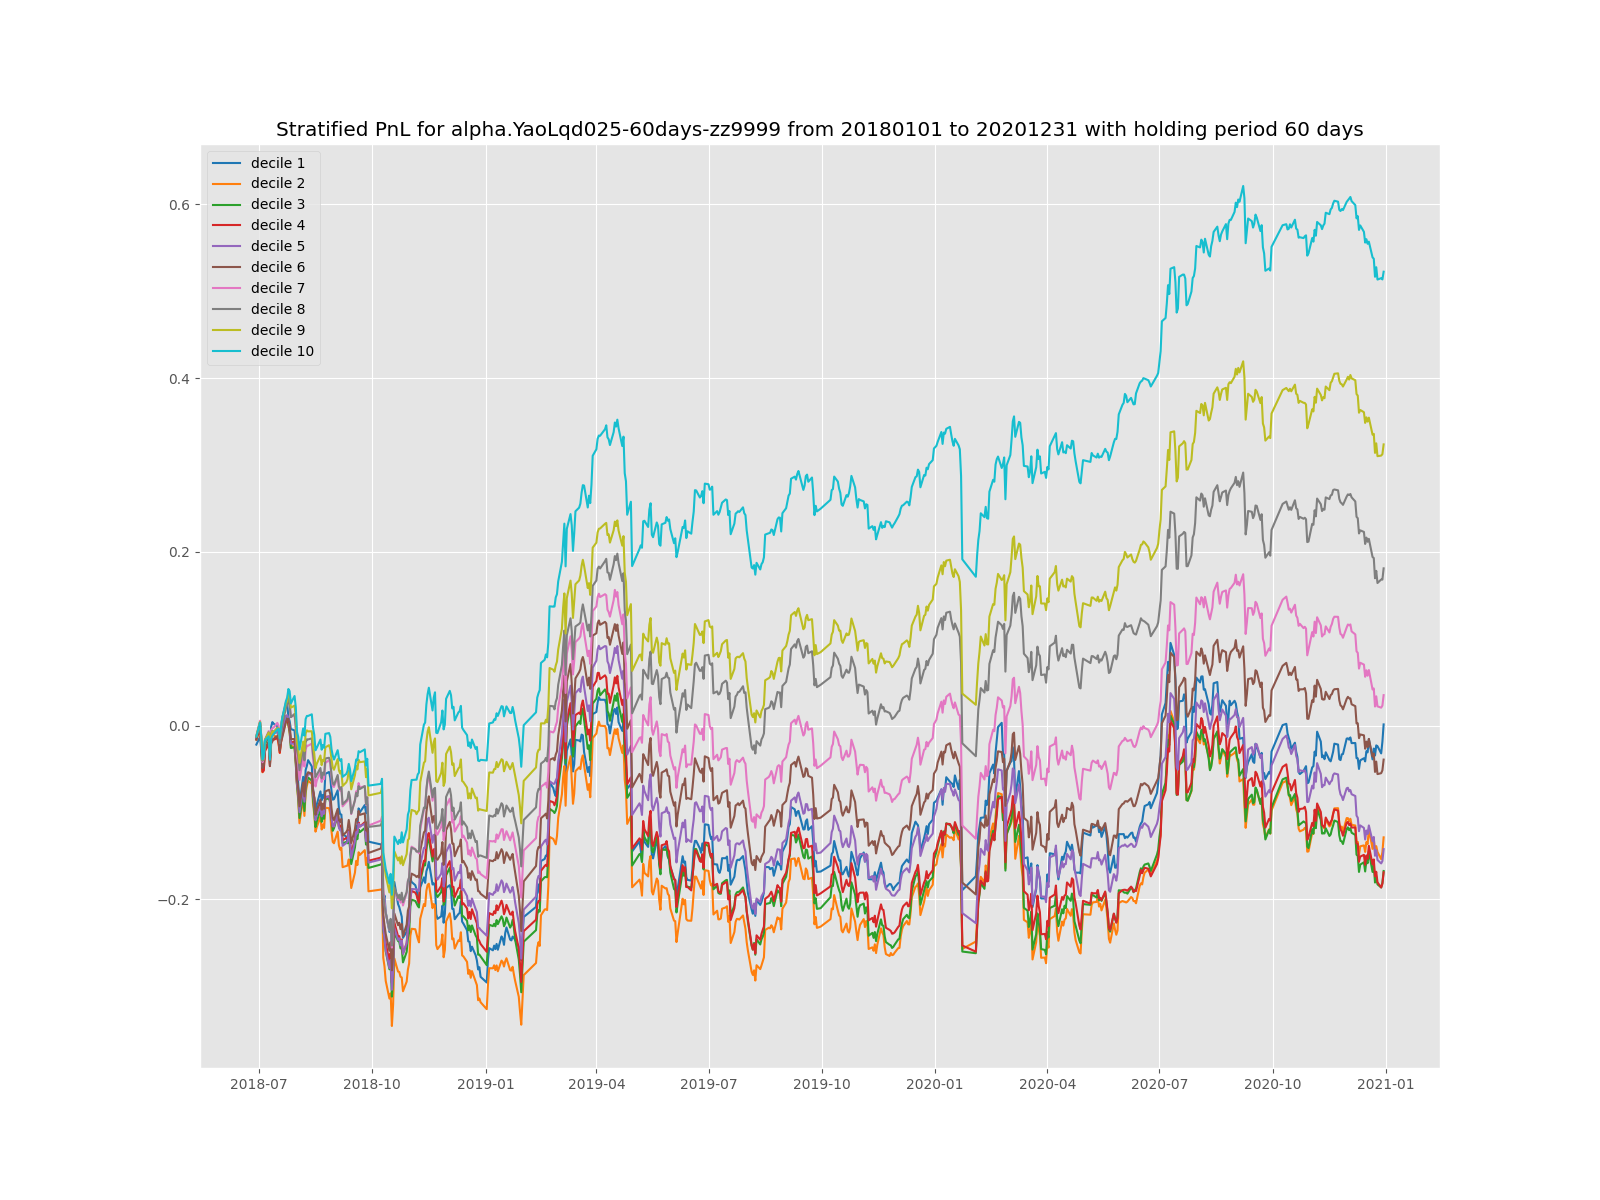 Stratified PnL for alpha.YaoLqd025-60days-zz9999 from 20180101 to 20201231 with holding period 60 days
decile 1
decile 2
decile 3
decile 4
decile 5
decile 6
decile 7
decile 8
decile 9
decile 10
0.6
0.4
0.2
0.0
−0.2
2018-07 2018-10 2019-01 2019-04 2019-07 2019-10 2020-01 2020-04 2020-07 2020-10 2021-01